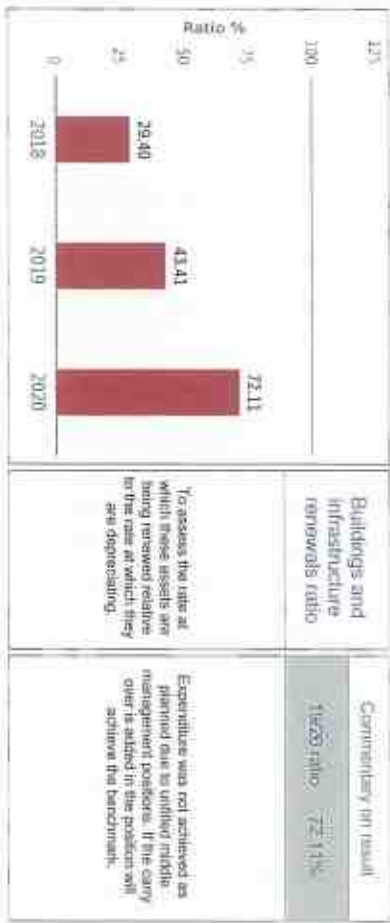 Ratio %
125
100
75
50
25
0
29.40
43.41
72.11
2018
2019
2020
Buildings and
infrastructure
renewals ratio
To assess the rate at
which these assets are
being renewed relative
to the rate at which they
are depreciating.
Commentary on result
19/20 ratio 72.11%
Expenditure was not achieved as
planned due to unfilled middle
management positions. If the carry
over is added in the position will
achieve the benchmark.